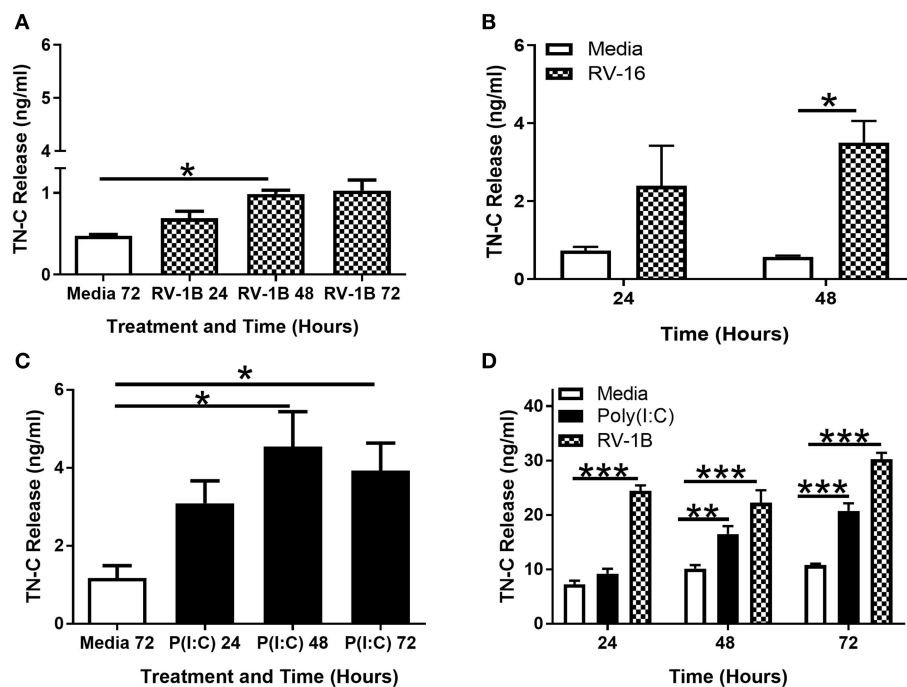 A
TN-C Release (ng/ml)
6
5
4
1
0
*
Media 72 RV-1B 24 RV-1B 48 RV-1B 72
Treatment and Time (Hours)
B
Media
RV-16
TN-C Release (ng/ml)
6
4
2
0
*
24 48
Time (Hours)
C
TN-C Release (ng/ml)
6
4
2
0
*
*
Media 72 P(I:C) 24 P(I:C) 48 P(I:C) 72
Treatment and Time (Hours)
D
Media
Poly(I:C)
RV-1B
TN-C Release (ng/ml)
40
30
20
10
0
*** *** ***
** ***
24 48 72
Time (Hours)